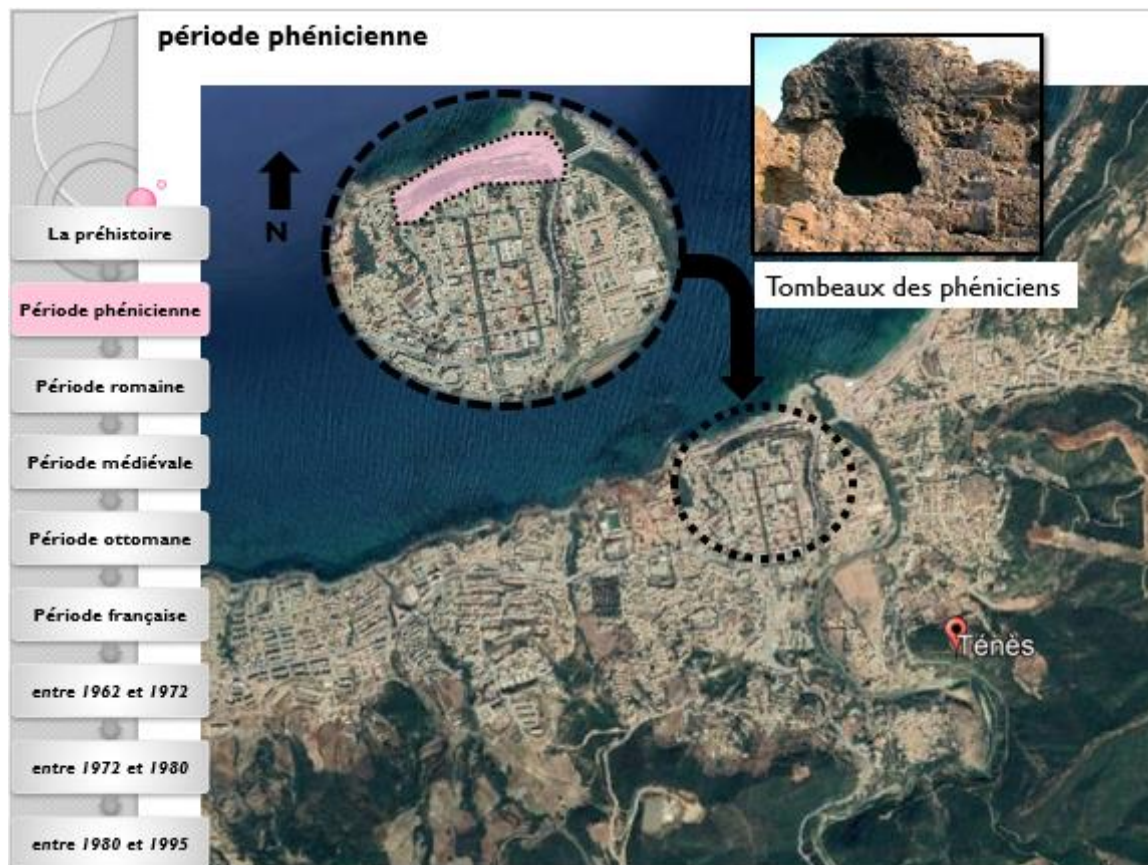 période phénicienne
N
Tombeaux des phéniciens
La préhistoire
Période phénicienne
Période romaine
Période médiévale
Période ottomane
Période française
entre 1962 et 1972
entre 1972 et 1980
entre 1980 et 1995
Ténès